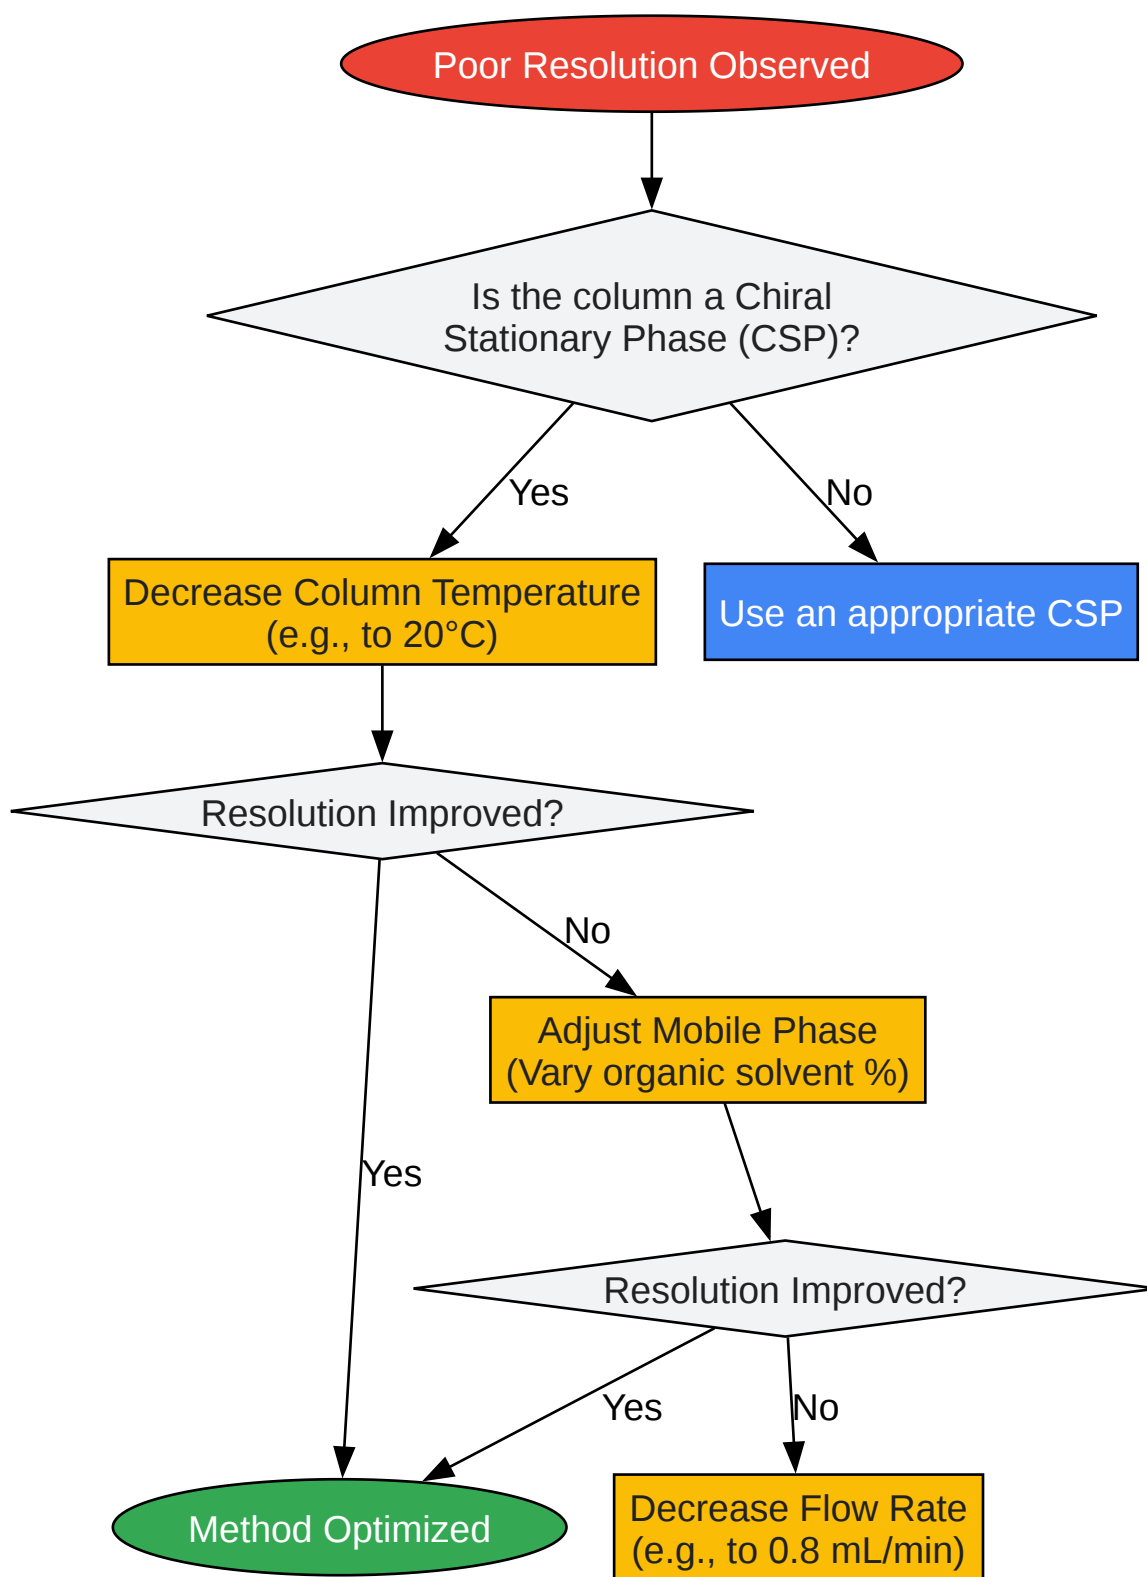 Poor Resolution Observed
Is the column a Chiral
Stationary Phase (CSP)?
Yes
No
Decrease Column Temperature
(e.g., to 20°C)
Use an appropriate CSP
Resolution Improved?
No
Adjust Mobile Phase
(Vary organic solvent %)
Yes
Resolution Improved?
Yes
No
Method Optimized
Decrease Flow Rate
(e.g., to 0.8 mL/min)